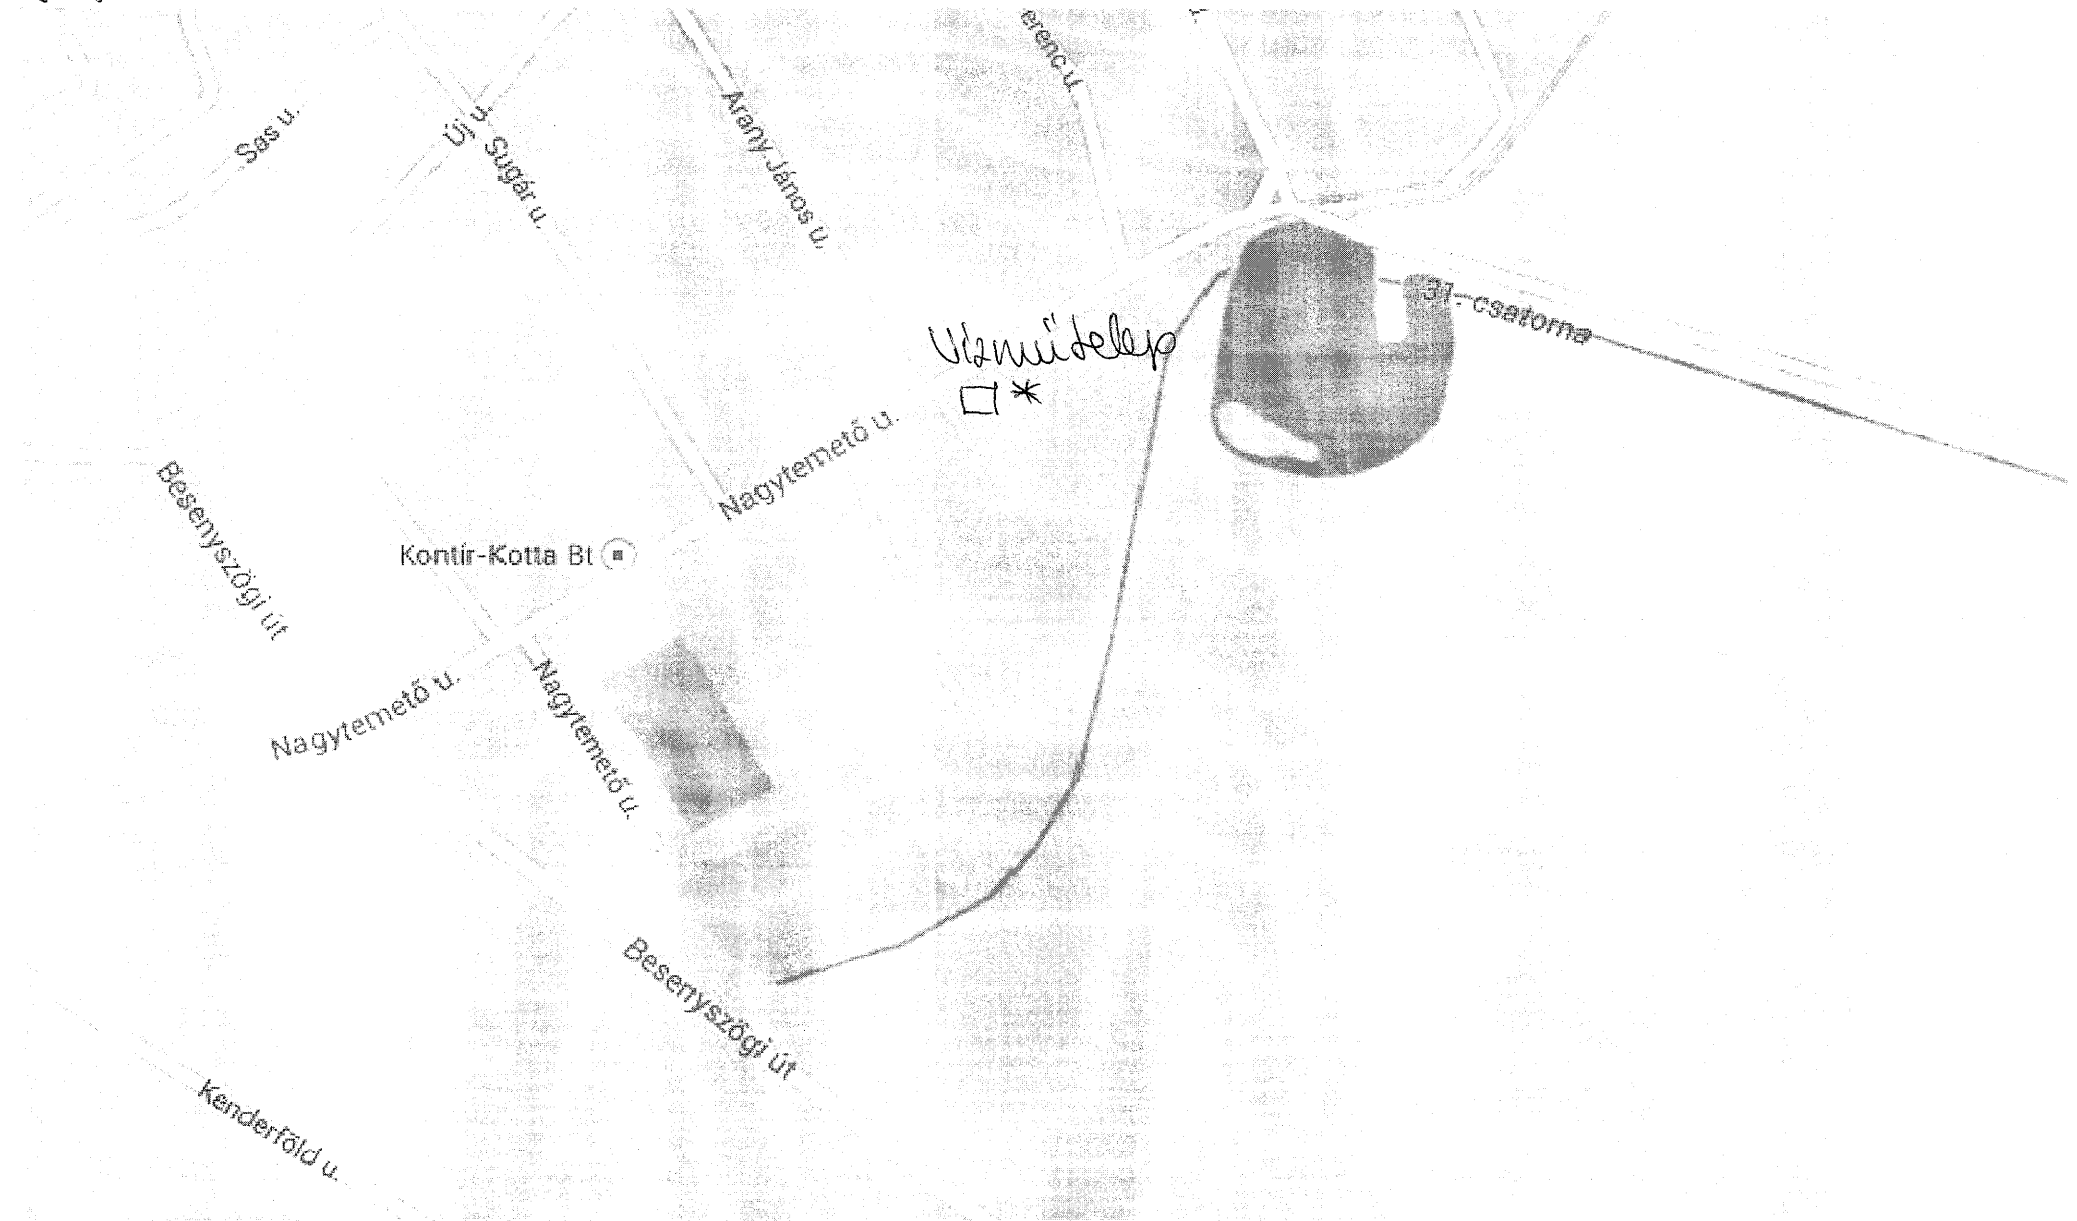 erenc u.
Sas u.
Új u.
Sugár u.
Arany János u.
31. csatorna
Vízműtelep
Nagytemető u.
Besenyszögi út
Kontír-Kotta Bt
Nagytemető u.
Nagytemető u.
Besenyszögi út
Kenderföld u.